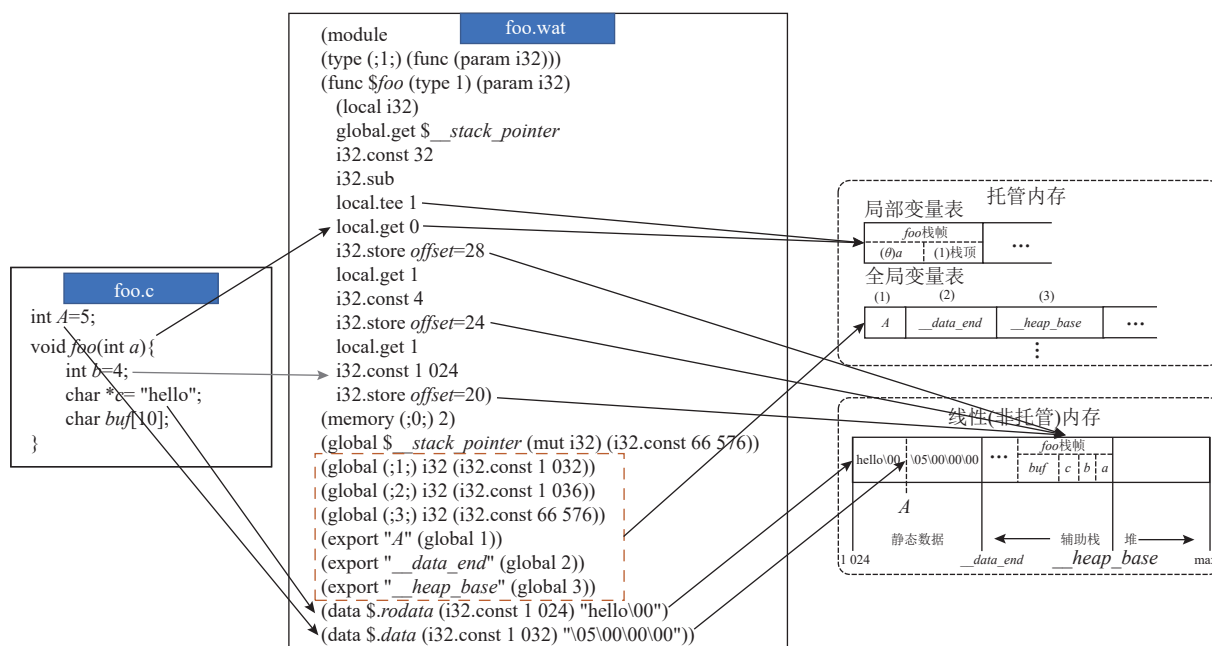 foo.c
int A=5;
void foo(int a){
int b=4;
char *c= "hello";
char buf[10];
}
foo.wat
(module
(type (;1;) (func (param i32)))
(func $foo (type 1) (param i32)
(local i32)
global.get $__stack_pointer
i32.const 32
i32.sub
local.tee 1
local.get 0
i32.store offset=28
local.get 1
i32.const 4
i32.store offset=24
local.get 1
i32.const 1 024
i32.store offset=20)
(memory (;0;) 2)
(global $__stack_pointer (mut i32) (i32.const 66 576))
(global (;1;) i32 (i32.const 1 032))
(global (;2;) i32 (i32.const 1 036))
(global (;3;) i32 (i32.const 66 576))
(export "A" (global 1))
(export "__data_end" (global 2))
(export "__heap_base" (global 3))
(data $.rodata (i32.const 1 024) "hello\00")
(data $.data (i32.const 1 032) "\05\00\00\00"))
托管内存
局部变量表
foo栈帧
(0)a (1)栈顶 ···
全局变量表
(1) (2) (3)
A __data_end __heap_base ···
⋮
线性(非托管)内存
hello\00 \05\00\00\00 ··· foo栈帧
buf c b a
A
静态数据 辅助栈 堆
1 024 __data_end __heap_base max